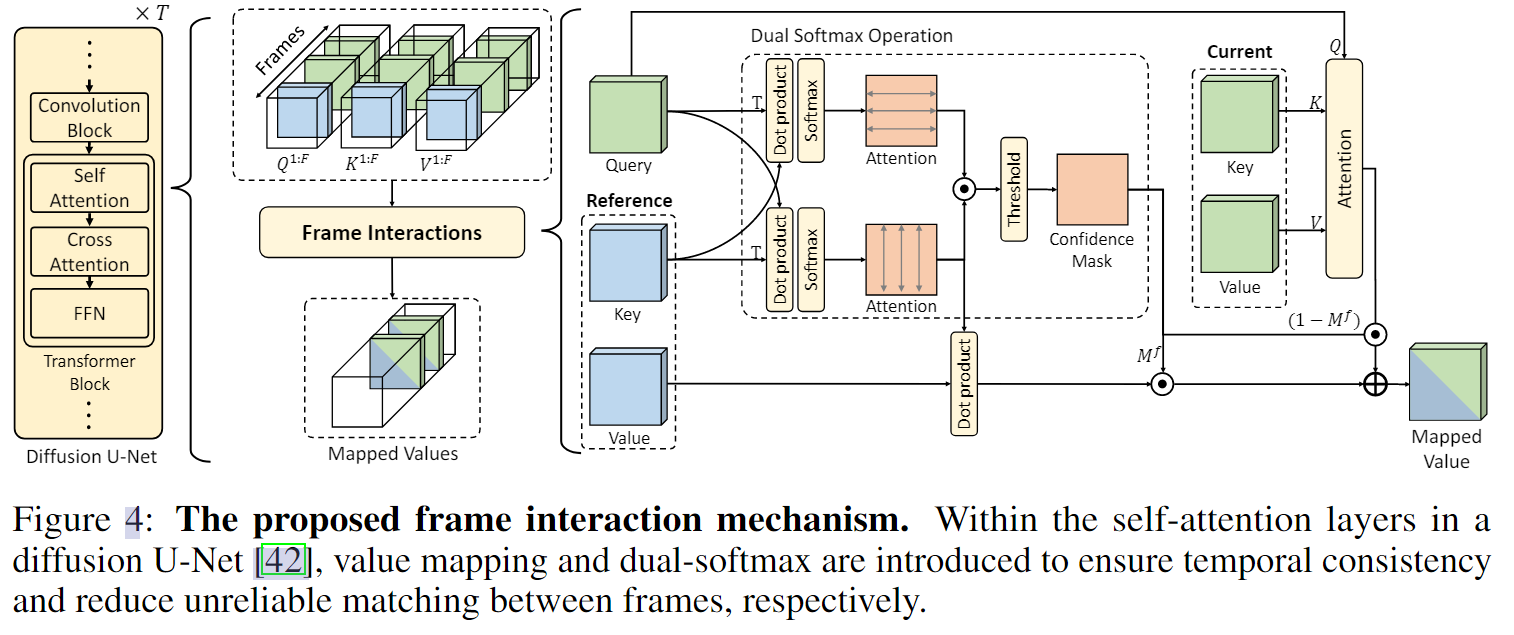 × T
⋮
Convolution
Block
Self
Attention
Cross
Attention
FFN
Transformer
Block
⋮
Diffusion U-Net
Frames
Q^{1:F}
K^{1:F}
V^{1:F}
Frame Interactions
Mapped Values
Query
Reference
Key
Value
Dual Softmax Operation
T
Dot product
Softmax
Attention
T
Dot product
Softmax
Attention
Threshold
Confidence
Mask
Dot product
M^f
Current
Key
Value
Q
K
V
Attention
(1 − M^f)
Mapped
Value
Figure 4: The proposed frame interaction mechanism. Within the self-attention layers in a
diffusion U-Net [42], value mapping and dual-softmax are introduced to ensure temporal consistency
and reduce unreliable matching between frames, respectively.